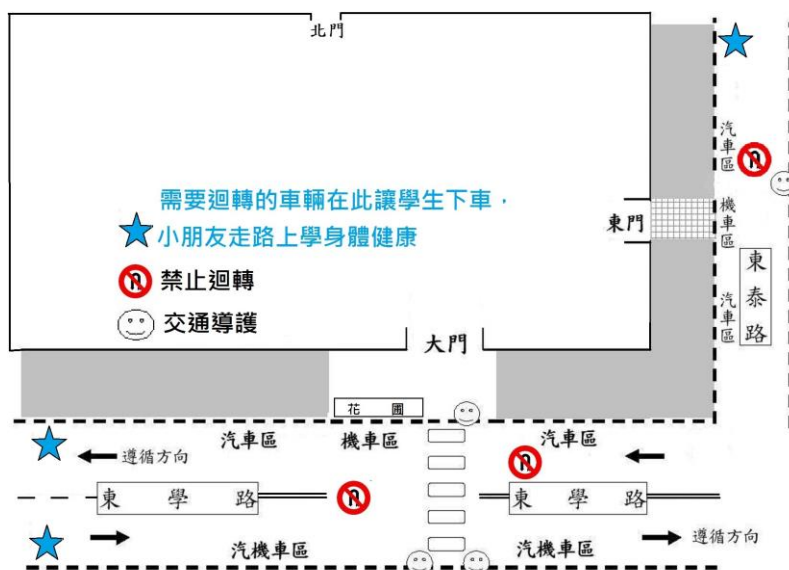 北門
需要迴轉的車輛在此讓學生下車,
小朋友走路上學身體健康
禁止迴轉
交通導護
東門
汽車區
機車區
汽車區
東泰路
大門
花圃
汽車區
機車區
汽車區
遵循方向
東學路
東學路
遵循方向
汽機車區
汽機車區